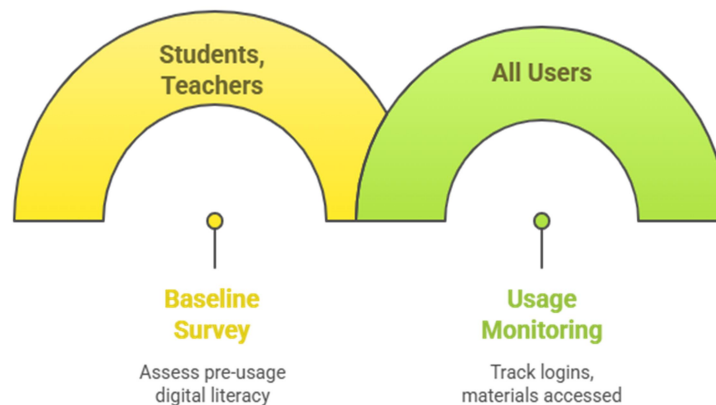 Students,
Teachers
All Users
Baseline
Survey
Usage
Monitoring
Assess pre-usage
digital literacy
Track logins,
materials accessed